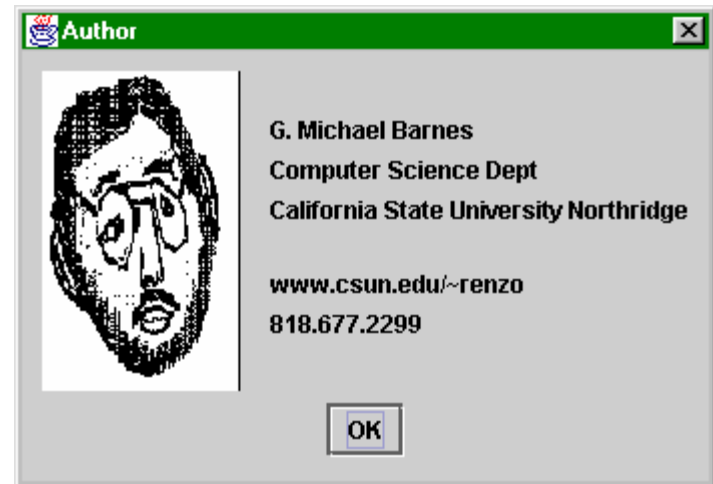 Author
G. Michael Barnes
Computer Science Dept
California State University Northridge
www.csun.edu/~renzo
818.677.2299
OK